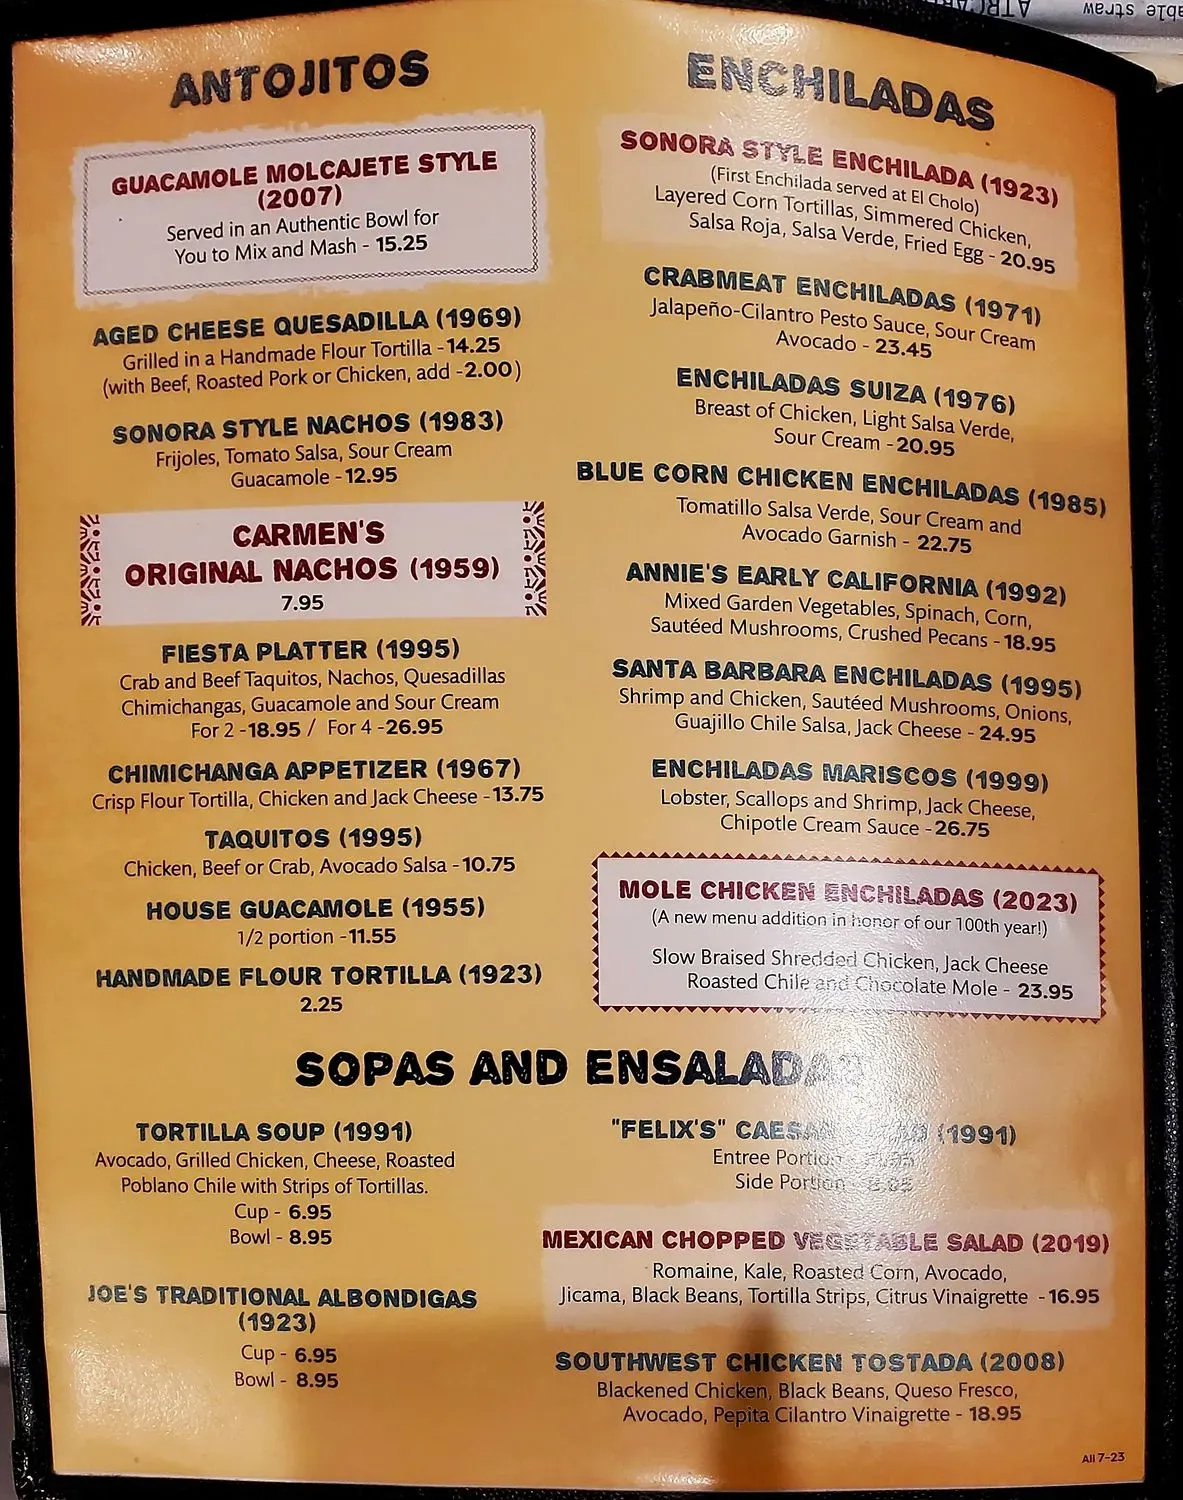 able straw
ANTOJITOS
GUACAMOLE MOLCAJETE STYLE
(2007)
Served in an Authentic Bowl for
You to Mix and Mash - 15.25
AGED CHEESE QUESADILLA (1969)
Grilled in a Handmade Flour Tortilla - 14.25
(with Beef, Roasted Pork or Chicken, add -2.00)
SONORA STYLE NACHOS (1983)
Frijoles, Tomato Salsa, Sour Cream
Guacamole - 12.95
CARMEN'S
ORIGINAL NACHOS (1959)
7.95
FIESTA PLATTER (1995)
Crab and Beef Taquitos, Nachos, Quesadillas
Chimichangas, Guacamole and Sour Cream
For 2 -18.95 / For 4 -26.95
CHIMICHANGA APPETIZER (1967)
Crisp Flour Tortilla, Chicken and Jack Cheese -13.75
TAQUITOS (1995)
Chicken, Beef or Crab, Avocado Salsa -10.75
HOUSE GUACAMOLE (1955)
1/2 portion -11.55
HANDMADE FLOUR TORTILLA (1923)
2.25
ENCHILADAS
SONORA STYLE ENCHILADA (1923)
(First Enchilada served at El Cholo)
Layered Corn Tortillas, Simmered Chicken,
Salsa Roja, Salsa Verde, Fried Egg - 20.95
CRABMEAT ENCHILADAS (1971)
Jalapeño-Cilantro Pesto Sauce, Sour Cream
Avocado - 23.45
ENCHILADAS SUIZA (1976)
Breast of Chicken, Light Salsa Verde,
Sour Cream -20.95
BLUE CORN CHICKEN ENCHILADAS (1985)
Tomatillo Salsa Verde, Sour Cream and
Avocado Garnish - 22.75
ANNIE'S EARLY CALIFORNIA (1992)
Mixed Garden Vegetables, Spinach, Corn,
Sautéed Mushrooms, Crushed Pecans -18.95
SANTA BARBARA ENCHILADAS (1995)
Shrimp and Chicken, Sautéed Mushrooms, Onions,
Guajillo Chile Salsa, Jack Cheese - 24.95
ENCHILADAS MARISCOS (1999)
Lobster, Scallops and Shrimp, Jack Cheese,
Chipotle Cream Sauce -26.75
MOLE CHICKEN ENCHILADAS (2023)
(A new menu addition in honor of our 100th year!)
Slow Braised Shredded Chicken, Jack Cheese
Roasted Chile and Chocolate Mole - 23.95
SOPAS AND ENSALADAS
TORTILLA SOUP (1991)
Avocado, Grilled Chicken, Cheese, Roasted
Poblano Chile with Strips of Tortillas.
Cup - 6.95
Bowl - 8.95
JOE'S TRADITIONAL ALBONDIGAS
(1923)
Cup - 6.95
Bowl - 8.95
"FELIX'S" CAESAR (1991)
Entree Portion
Side Portion -
MEXICAN CHOPPED VEGETABLE SALAD (2019)
Romaine, Kale, Roasted Corn, Avocado,
Jicama, Black Beans, Tortilla Strips, Citrus Vinaigrette -16.95
SOUTHWEST CHICKEN TOSTADA (2008)
Blackened Chicken, Black Beans, Queso Fresco,
Avocado, Pepita Cilantro Vinaigrette - 18.95
All 7-23